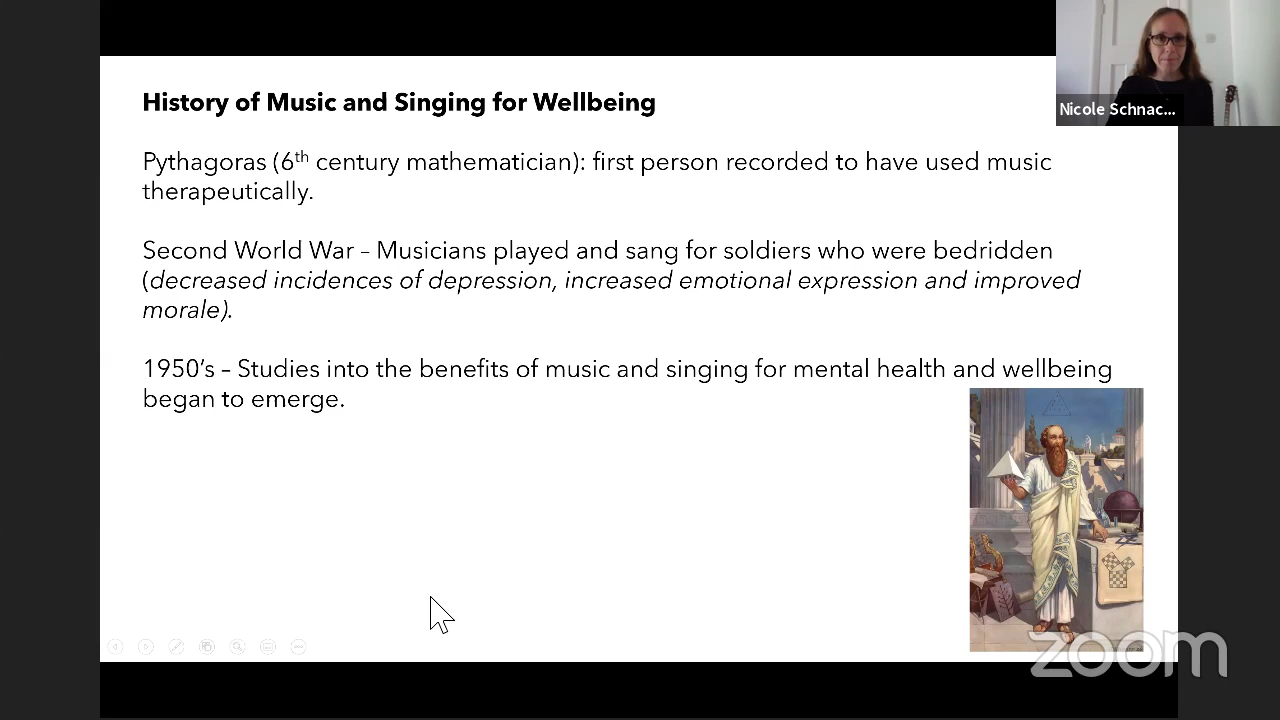 History of Music and Singing for Wellbeing
Pythagoras (6th century mathematician): first person recorded to have used music
therapeutically.
Second World War – Musicians played and sang for soldiers who were bedridden
(decreased incidences of depression, increased emotional expression and improved
morale).
1950’s – Studies into the benefits of music and singing for mental health and wellbeing
began to emerge.
Nicole Schnac...
zoom